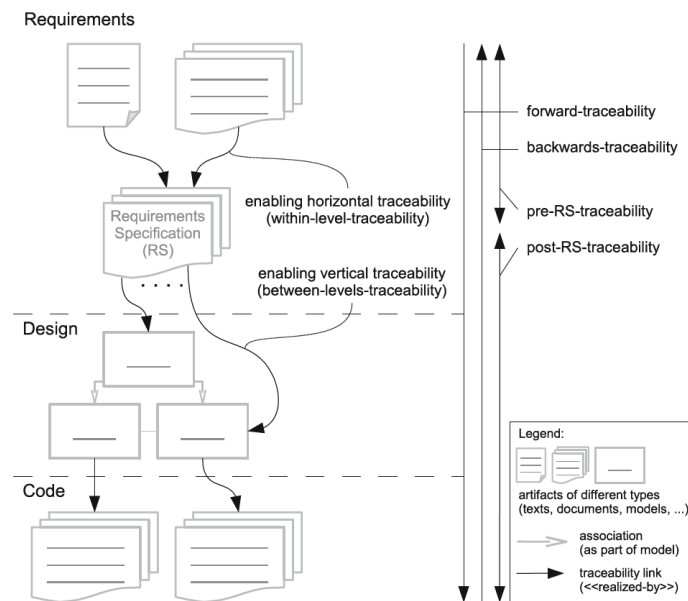 Requirements
forward-traceability
backwards-traceability
enabling horizontal traceability
(within-level-traceability)
pre-RS-traceability
Requirements
Specification
(RS)
. . . .
post-RS-traceability
enabling vertical traceability
(between-levels-traceability)
Design
Code
Legend:
artifacts of different types
(texts, documents, models, ...)
association
(as part of model)
traceability link
(<<realized-by>>)